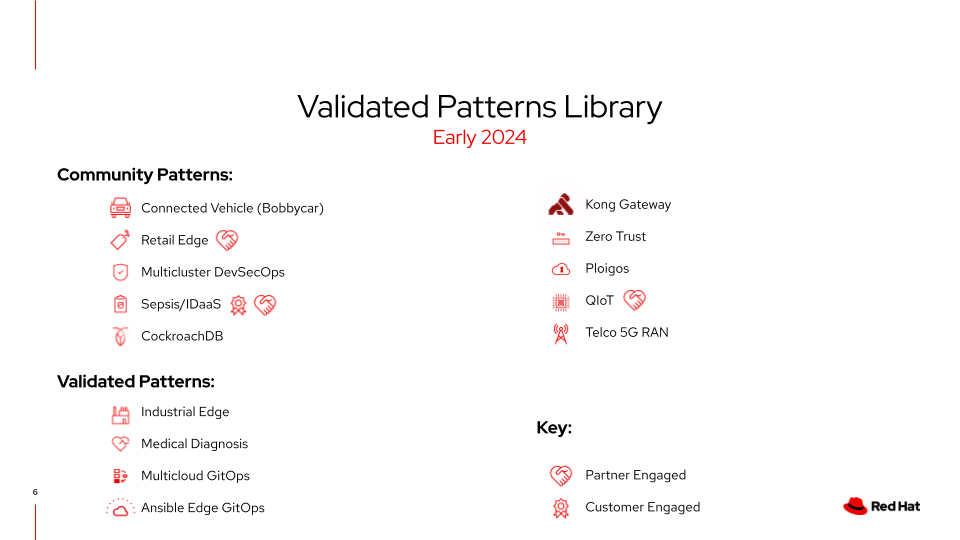 Validated Patterns Library
Early 2024
Community Patterns:
Connected Vehicle (Bobbycar)
Retail Edge
Multicluster DevSecOps
Sepsis/IDaaS
CockroachDB
Kong Gateway
Zero Trust
Ploigos
QIoT
Telco 5G RAN
Validated Patterns:
Industrial Edge
Medical Diagnosis
Multicloud GitOps
Ansible Edge GitOps
Key:
Partner Engaged
Customer Engaged
6
Red Hat